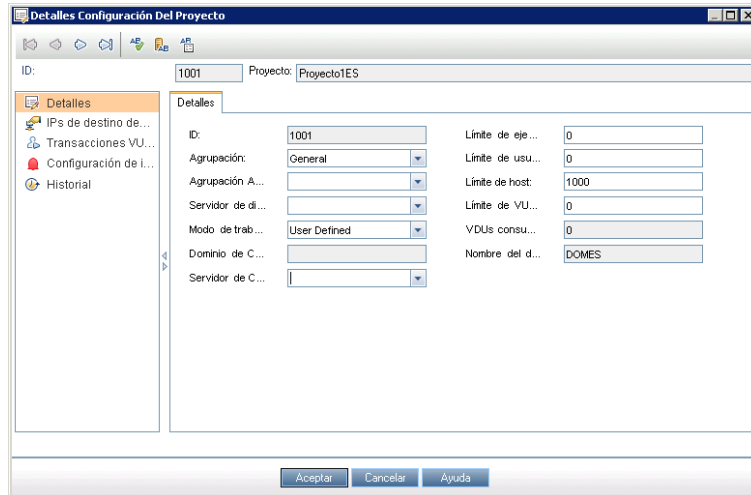 Detalles Configuración Del Proyecto
ID: 1001 Proyecto: Proyecto1ES
Detalles
IPs de destino de...
Transacciones VU...
Configuración de i...
Historial
Detalles
ID: 1001
Agrupación: General
Agrupación A...
Servidor de di...
Modo de trab... User Defined
Dominio de C...
Servidor de C...
Límite de eje... 0
Límite de usu... 0
Límite de host: 1000
Límite de VU... 0
VDUs consu... 0
Nombre del d... DOMES
Aceptar Cancelar Ayuda